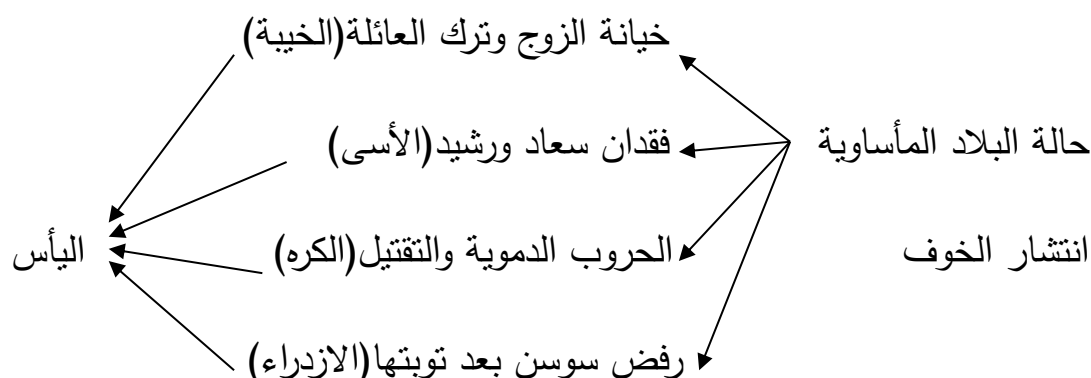 خيانة الزوج وترك العائلة(الخيبة)
حالة البلاد المأساوية
فقدان سعاد ورشيد(الأسى)
انتشار الخوف
الحروب الدموية والتقتيل(الكره)
اليأس
رفض سوسن بعد توبتها(الازدراء)